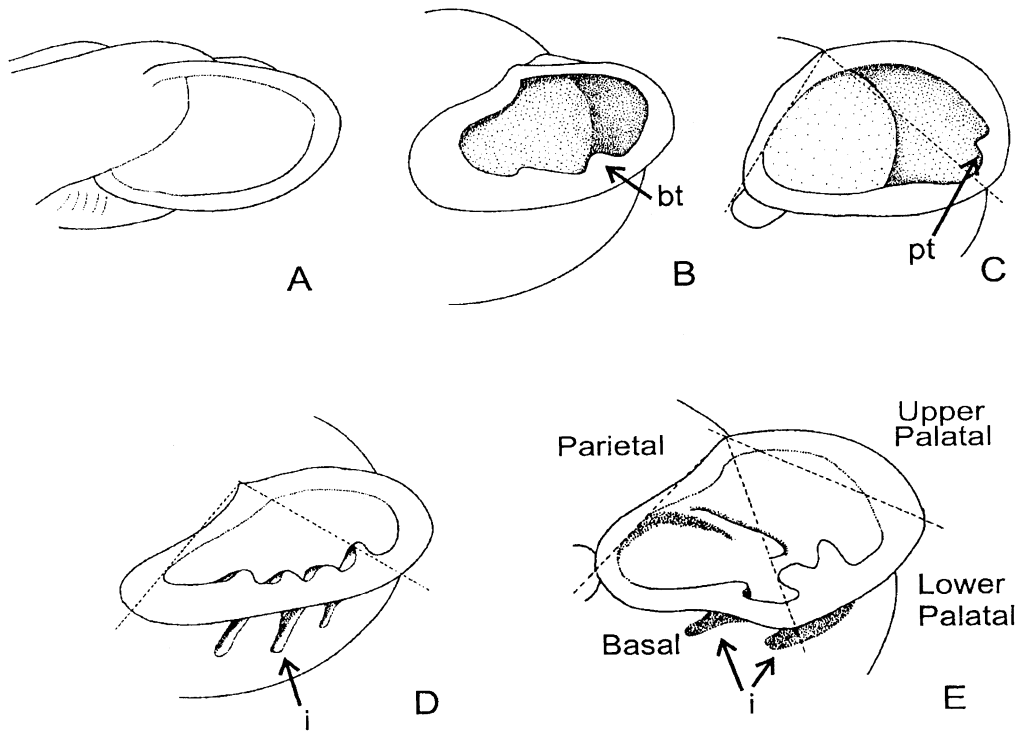 A
bt
B
pt
C
Parietal
Upper
Palatal
Lower
Palatal
Basal
i
D
i
E